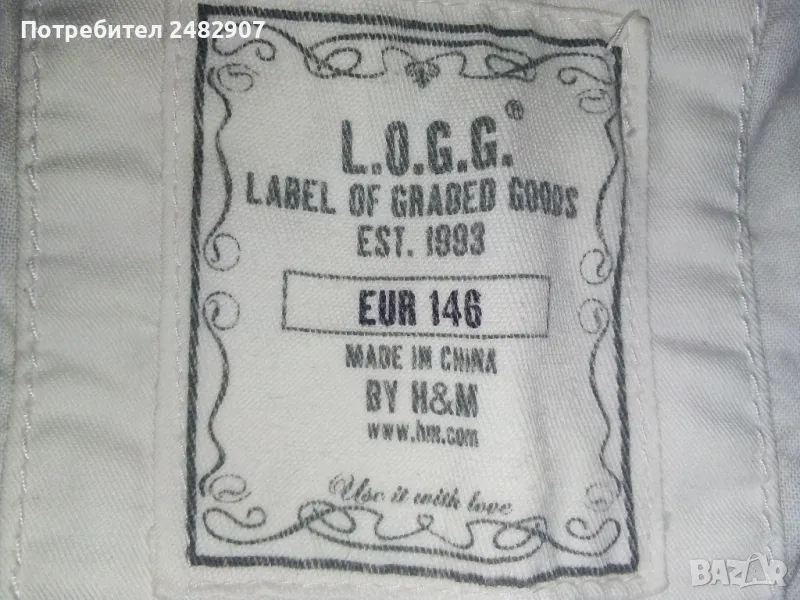 Потребител 2482907
L.O.G.G.®
LABEL OF GRADED GOODS
EST. 1993
EUR 146
MADE IN CHINA
BY H&M
www.hm.com
Use it with love
BAZAR